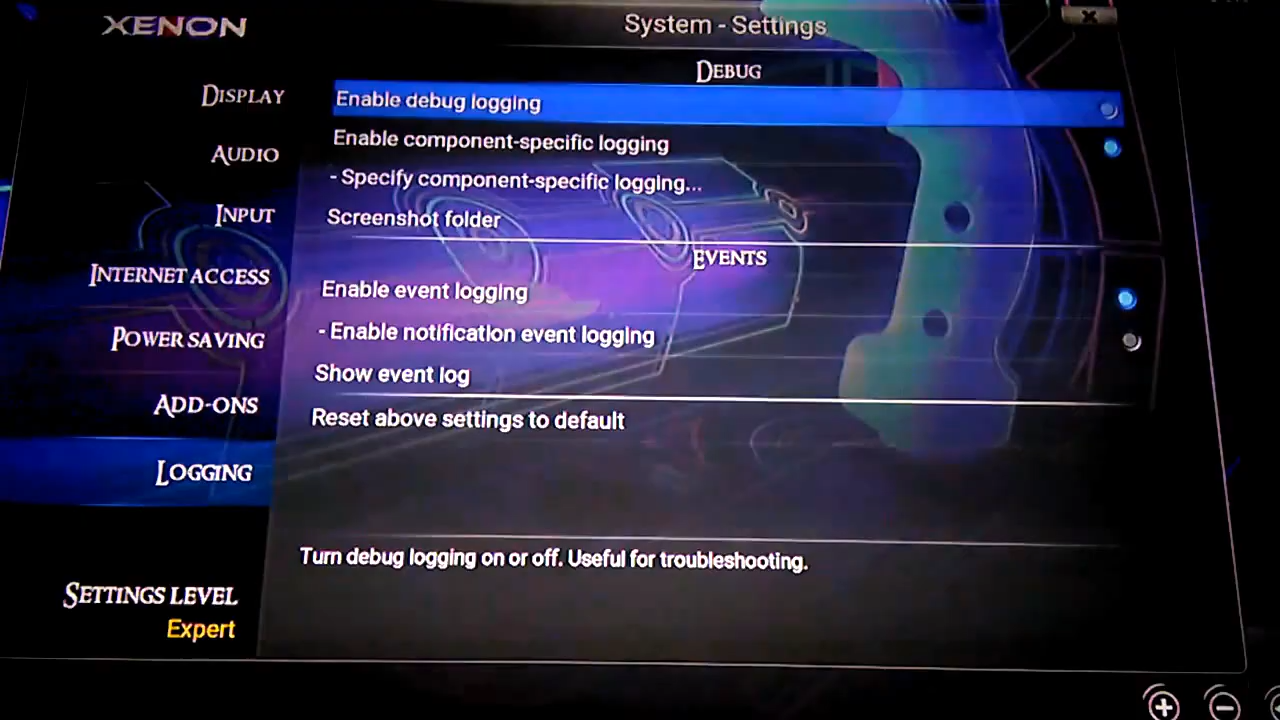 XENON
System - Settings
DEBUG
DISPLAY
Enable debug logging
AUDIO
Enable component-specific logging
- Specify component-specific logging...
INPUT
Screenshot folder
EVENTS
INTERNET ACCESS
Enable event logging
POWER SAVING
- Enable notification event logging
Show event log
ADD-ONS
Reset above settings to default
LOGGING
Turn debug logging on or off. Useful for troubleshooting.
SETTINGS LEVEL
Expert